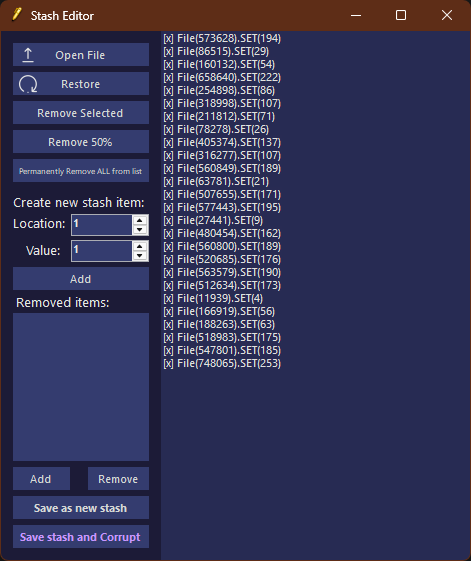 Stash Editor
Open File
Restore
Remove Selected
Remove 50%
Permanently Remove ALL from list
Create new stash item:
Location: 1
Value: 1
Add
Removed items:
Add Remove
Save as new stash
Save stash and Corrupt
[x] File(573628).SET(194)
[x] File(86515).SET(29)
[x] File(160132).SET(54)
[x] File(658640).SET(222)
[x] File(254898).SET(86)
[x] File(318998).SET(107)
[x] File(211812).SET(71)
[x] File(78278).SET(26)
[x] File(405374).SET(137)
[x] File(316277).SET(107)
[x] File(560849).SET(189)
[x] File(63781).SET(21)
[x] File(507655).SET(171)
[x] File(577443).SET(195)
[x] File(27441).SET(9)
[x] File(480454).SET(162)
[x] File(560800).SET(189)
[x] File(520685).SET(176)
[x] File(563579).SET(190)
[x] File(512634).SET(173)
[x] File(11939).SET(4)
[x] File(166919).SET(56)
[x] File(188263).SET(63)
[x] File(518983).SET(175)
[x] File(547801).SET(185)
[x] File(748065).SET(253)